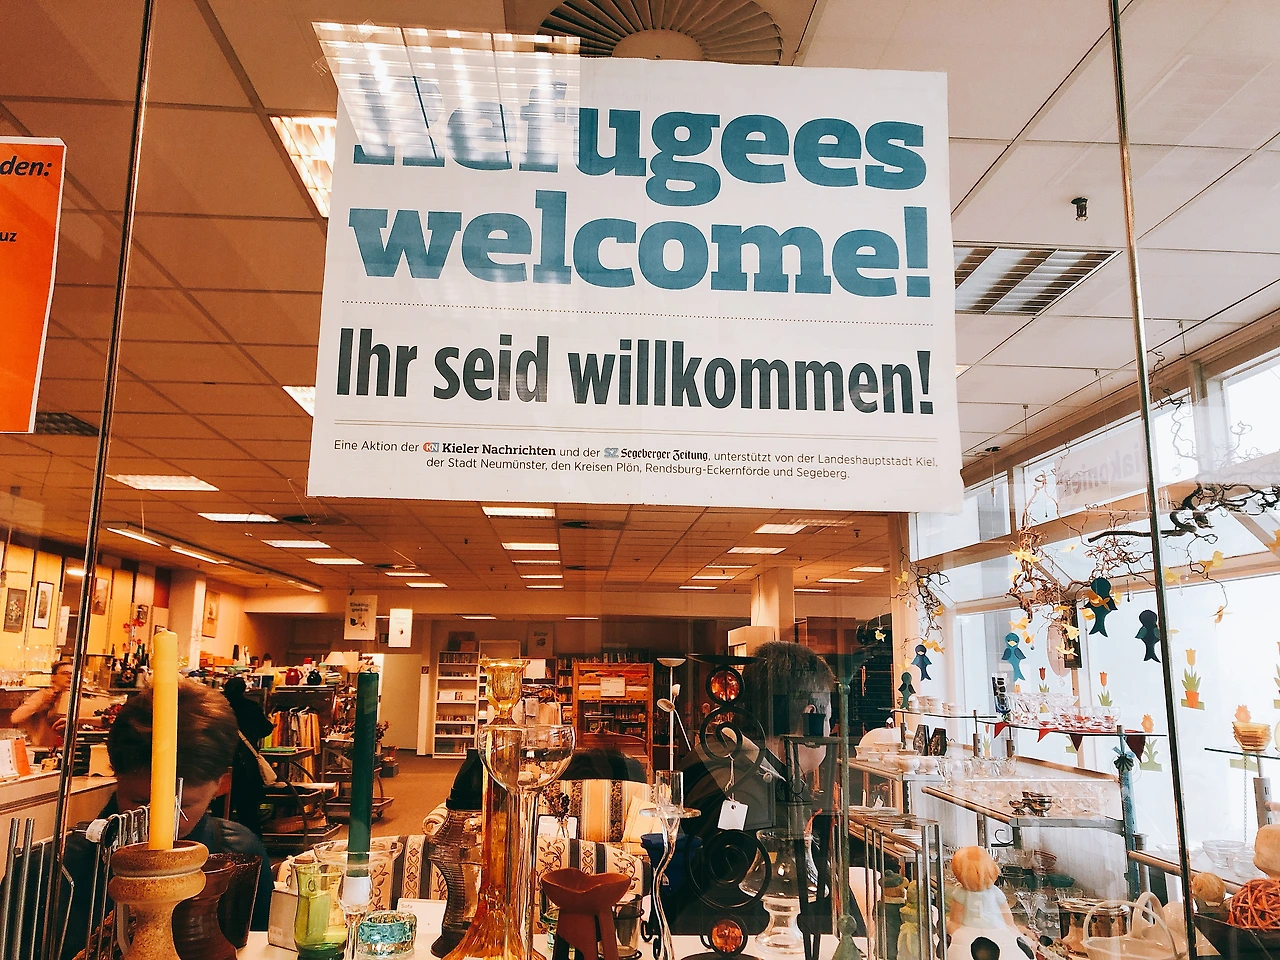 den:
uz
Refugees
welcome!
Ihr seid willkommen!
Eine Aktion der KN Kieler Nachrichten und der SZ Segeberger Zeitung, unterstützt von der Landeshauptstadt Kiel,
der Stadt Neumünster, den Kreisen Plön, Rendsburg-Eckernförde und Segeberg.